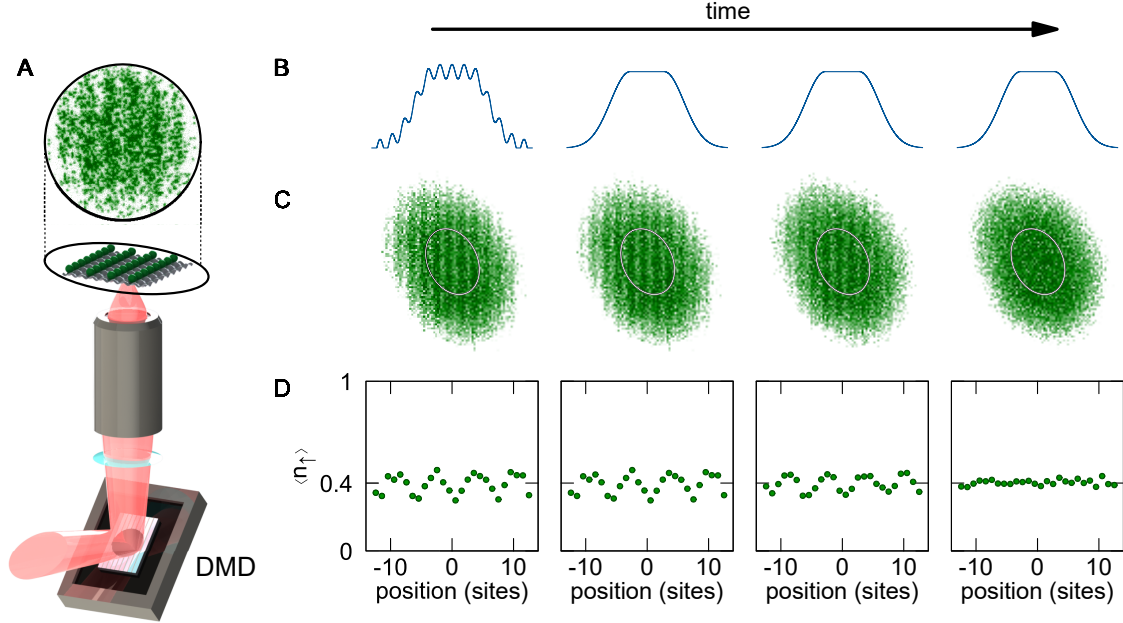 time
A
B
C
D
1
0.4
0
⟨n↑⟩
-10 0 10
-10 0 10
-10 0 10
-10 0 10
position (sites)
position (sites)
position (sites)
position (sites)
DMD